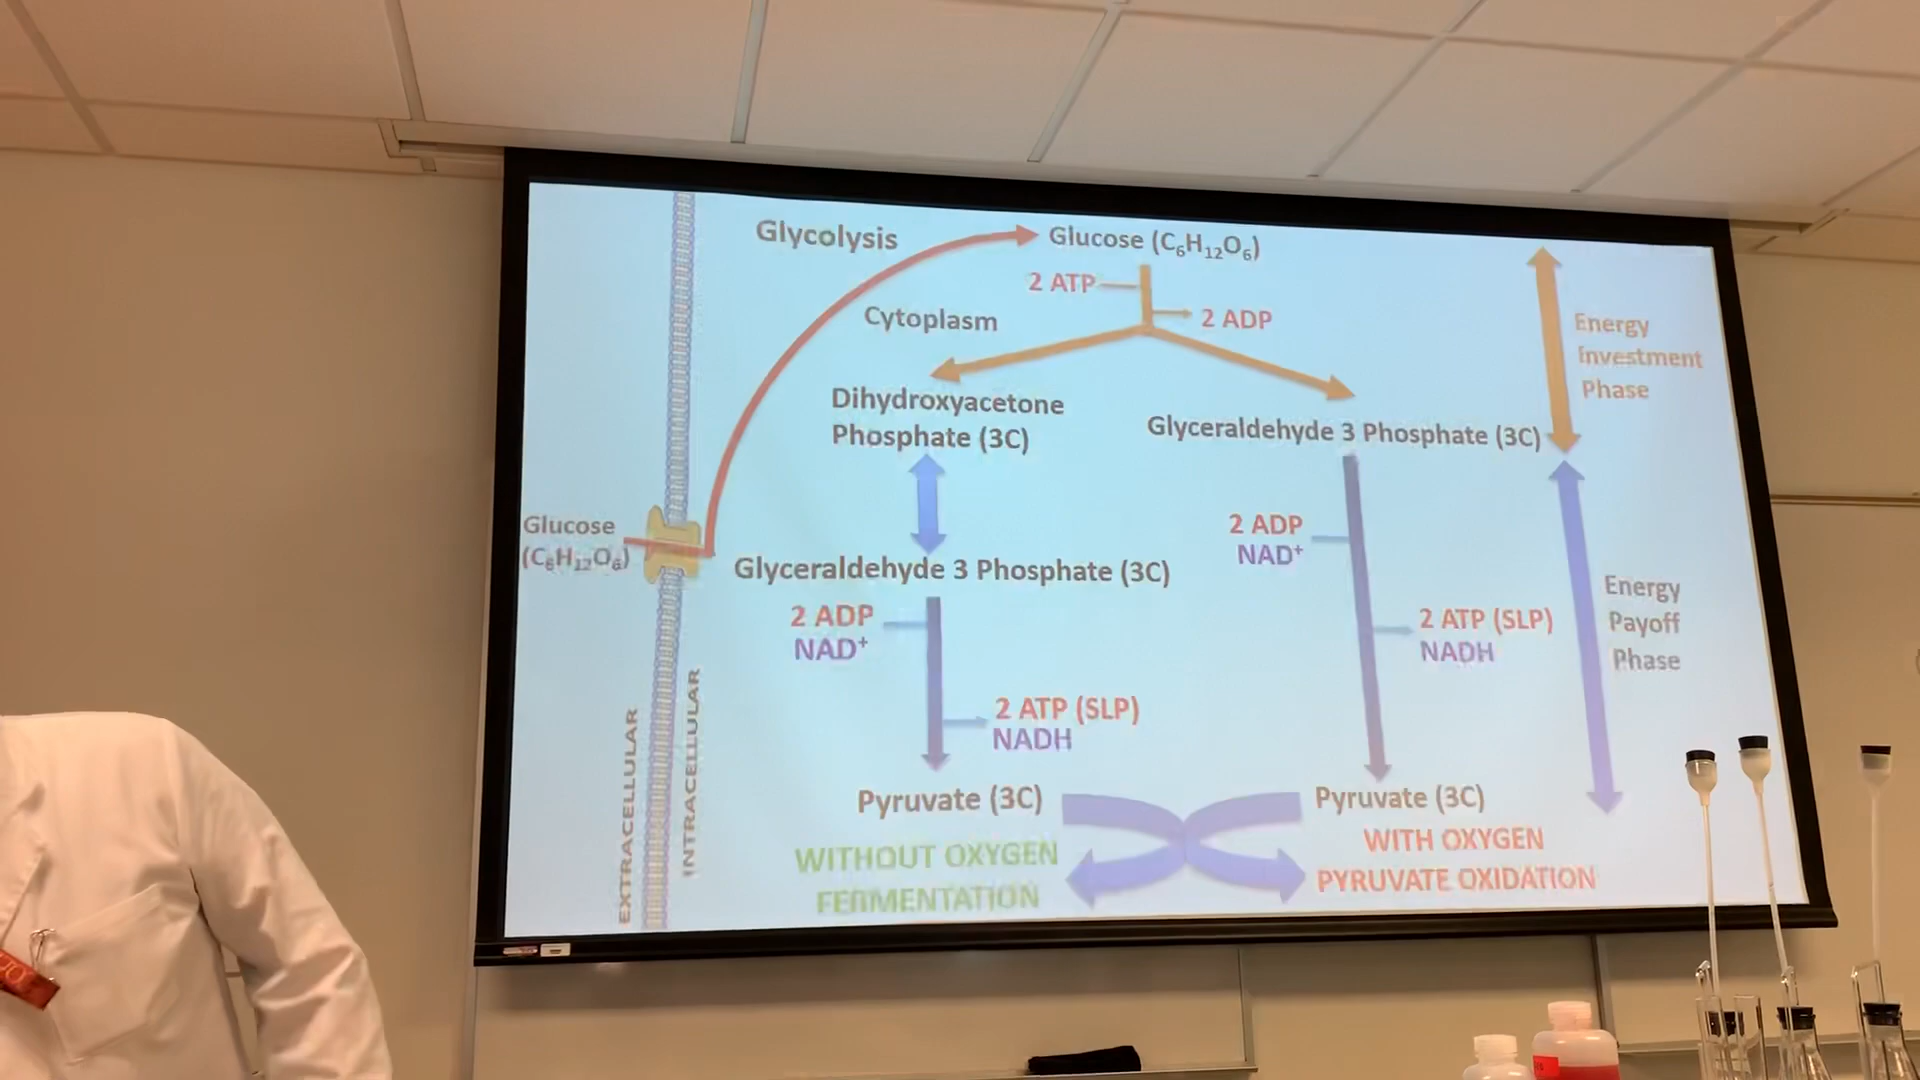 Glycolysis
Glucose (C₆H₁₂O₆)
2 ATP
2 ADP
Cytoplasm
Energy
Investment
Phase
Dihydroxyacetone
Phosphate (3C)
Glyceraldehyde 3 Phosphate (3C)
Glucose
(C₆H₁₂O₆)
Glyceraldehyde 3 Phosphate (3C)
2 ADP
NAD⁺
2 ADP
NAD⁺
2 ATP (SLP)
NADH
2 ATP (SLP)
NADH
Energy
Payoff
Phase
EXTRACELLULAR
INTRACELLULAR
Pyruvate (3C)
Pyruvate (3C)
WITHOUT OXYGEN
FERMENTATION
WITH OXYGEN
PYRUVATE OXIDATION